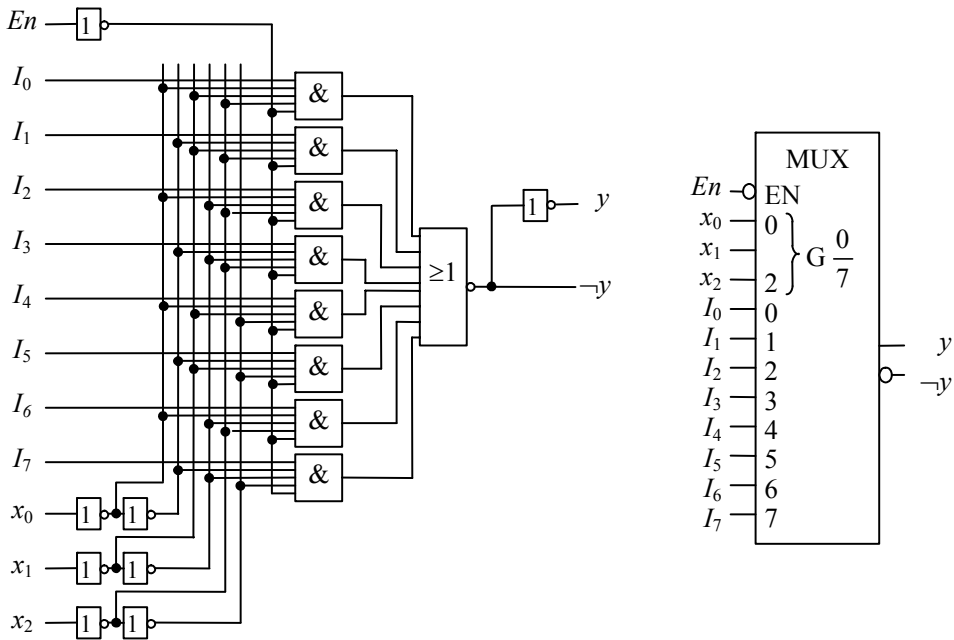 En 1
I₀ &
I₁ &
I₂ &
I₃ &
I₄ &
I₅ &
I₆ &
I₇ &
x₀ 1 1
x₁ 1 1
x₂ 1 1
≥1
1 y
¬y
MUX
En EN
x₀ 0
x₁ G 0/7
x₂ 2
I₀ 0
I₁ 1
I₂ 2
I₃ 3
I₄ 4
I₅ 5
I₆ 6
I₇ 7
y
¬y